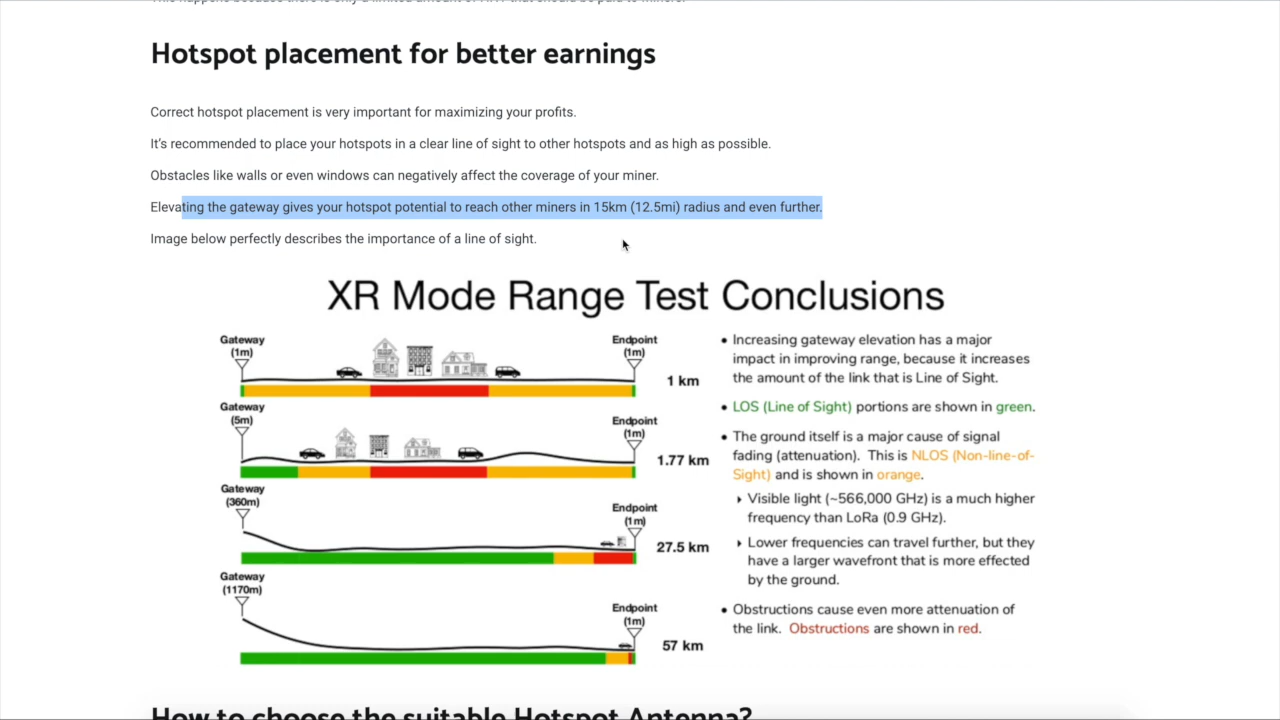 Hotspot placement for better earnings
Correct hotspot placement is very important for maximizing your profits.
It's recommended to place your hotspots in a clear line of sight to other hotspots and as high as possible.
Obstacles like walls or even windows can negatively affect the coverage of your miner.
Elevating the gateway gives your hotspot potential to reach other miners in 15km (12.5mi) radius and even further.
Image below perfectly describes the importance of a line of sight.
XR Mode Range Test Conclusions
Gateway
(1m)
Endpoint
(1m)
1 km
Gateway
(5m)
Endpoint
(1m)
1.77 km
Gateway
(360m)
Endpoint
(1m)
27.5 km
Gateway
(1170m)
Endpoint
(1m)
57 km
• Increasing gateway elevation has a major
impact in improving range, because it increases
the amount of the link that is Line of Sight.
• LOS (Line of Sight) portions are shown in green.
• The ground itself is a major cause of signal
fading (attenuation). This is NLOS (Non-line-of-
Sight) and is shown in orange.
‣ Visible light (~566,000 GHz) is a much higher
frequency than LoRa (0.9 GHz).
‣ Lower frequencies can travel further, but they
have a larger wavefront that is more effected
by the ground.
• Obstructions cause even more attenuation of
the link. Obstructions are shown in red.
How to choose the suitable Hotspot Antenna?